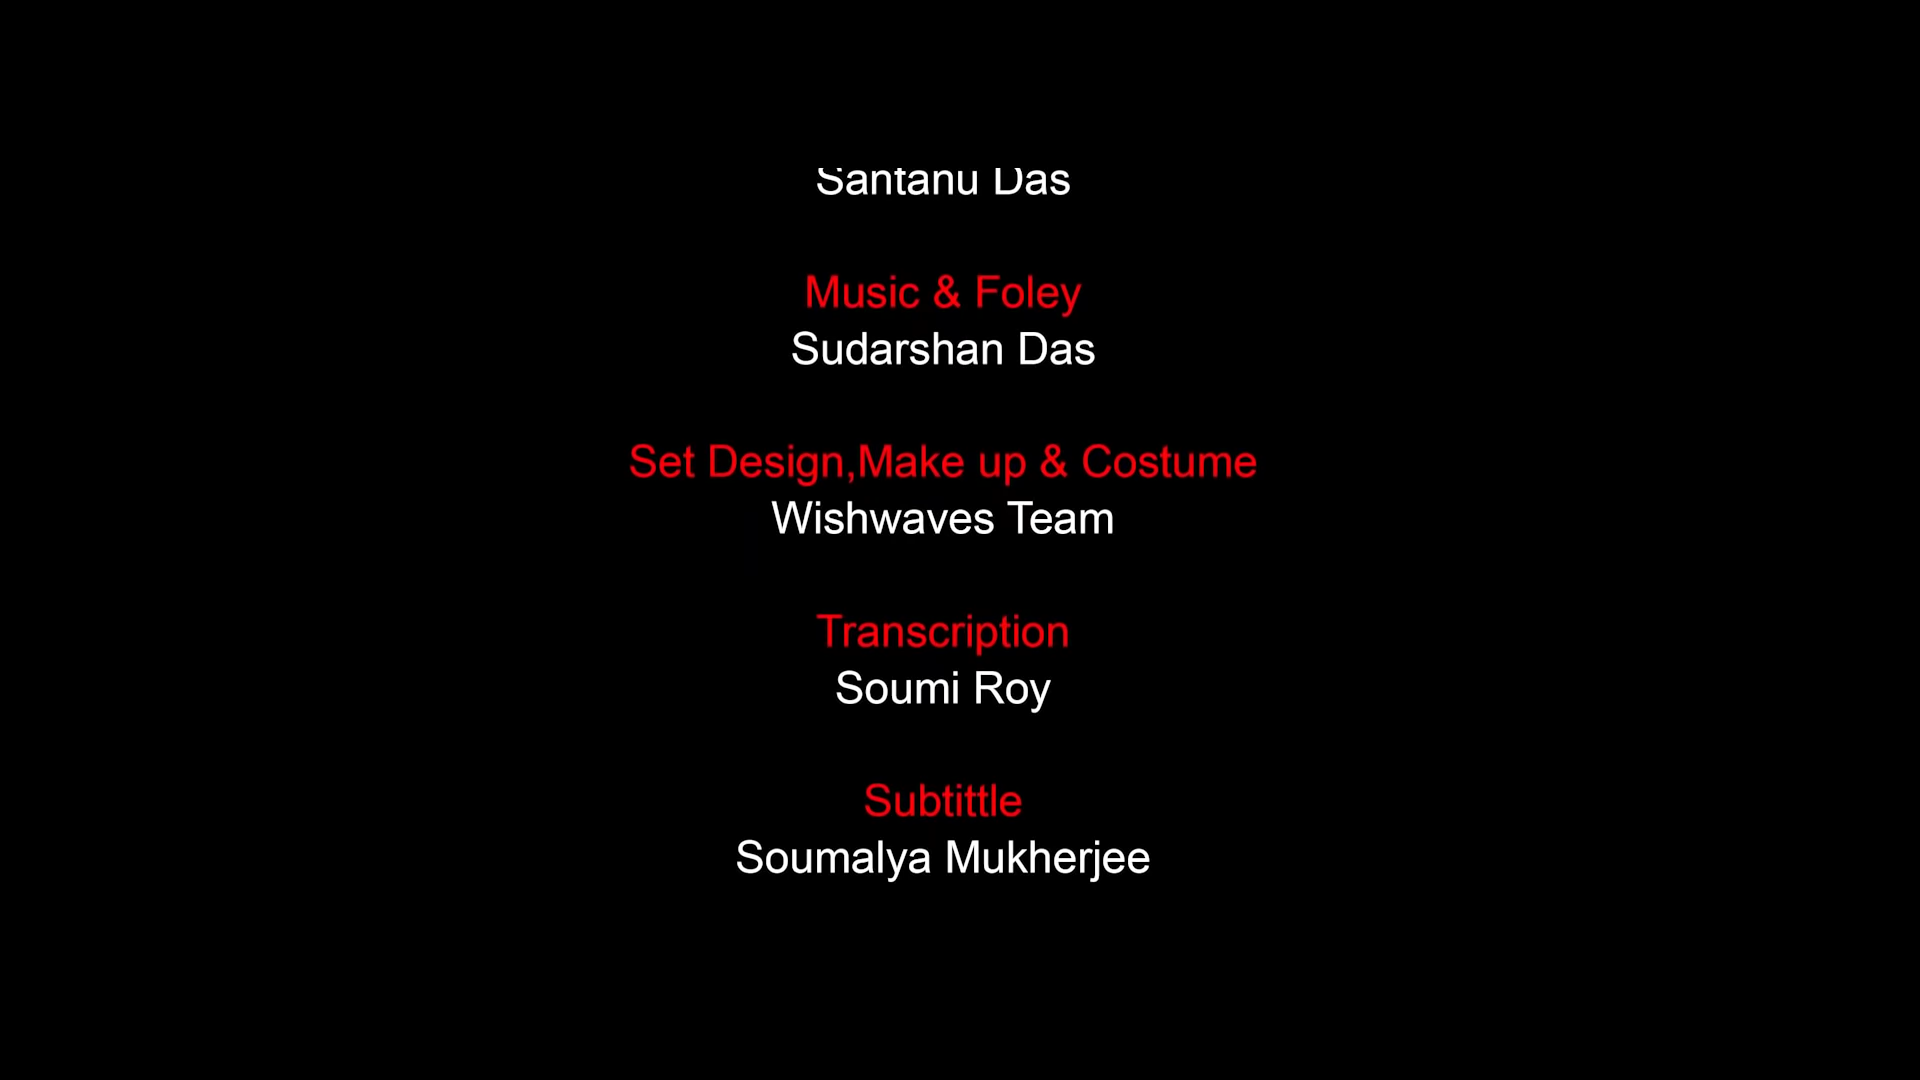 Santanu Das
Music & Foley
Sudarshan Das
Set Design,Make up & Costume
Wishwaves Team
Transcription
Soumi Roy
Subtittle
Soumalya Mukherjee